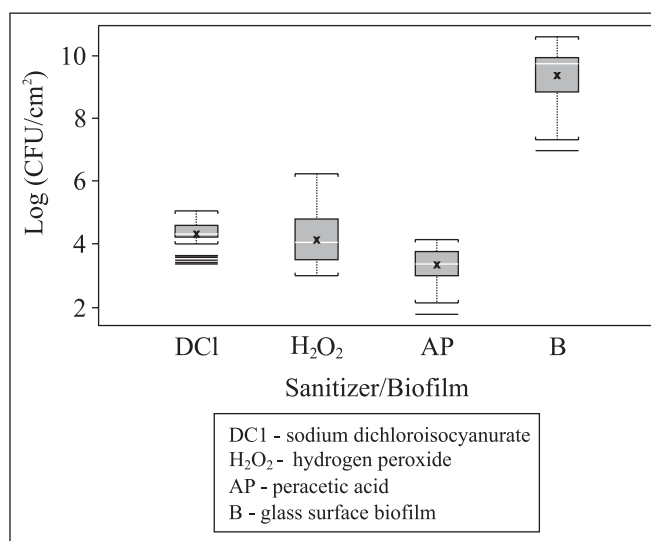 Log (CFU/cm²)
10
8
6
4
2
DCl H₂O₂ AP B
Sanitizer/Biofilm
DC1 - sodium dichloroisocyanurate
H₂O₂ - hydrogen peroxide
AP - peracetic acid
B - glass surface biofilm